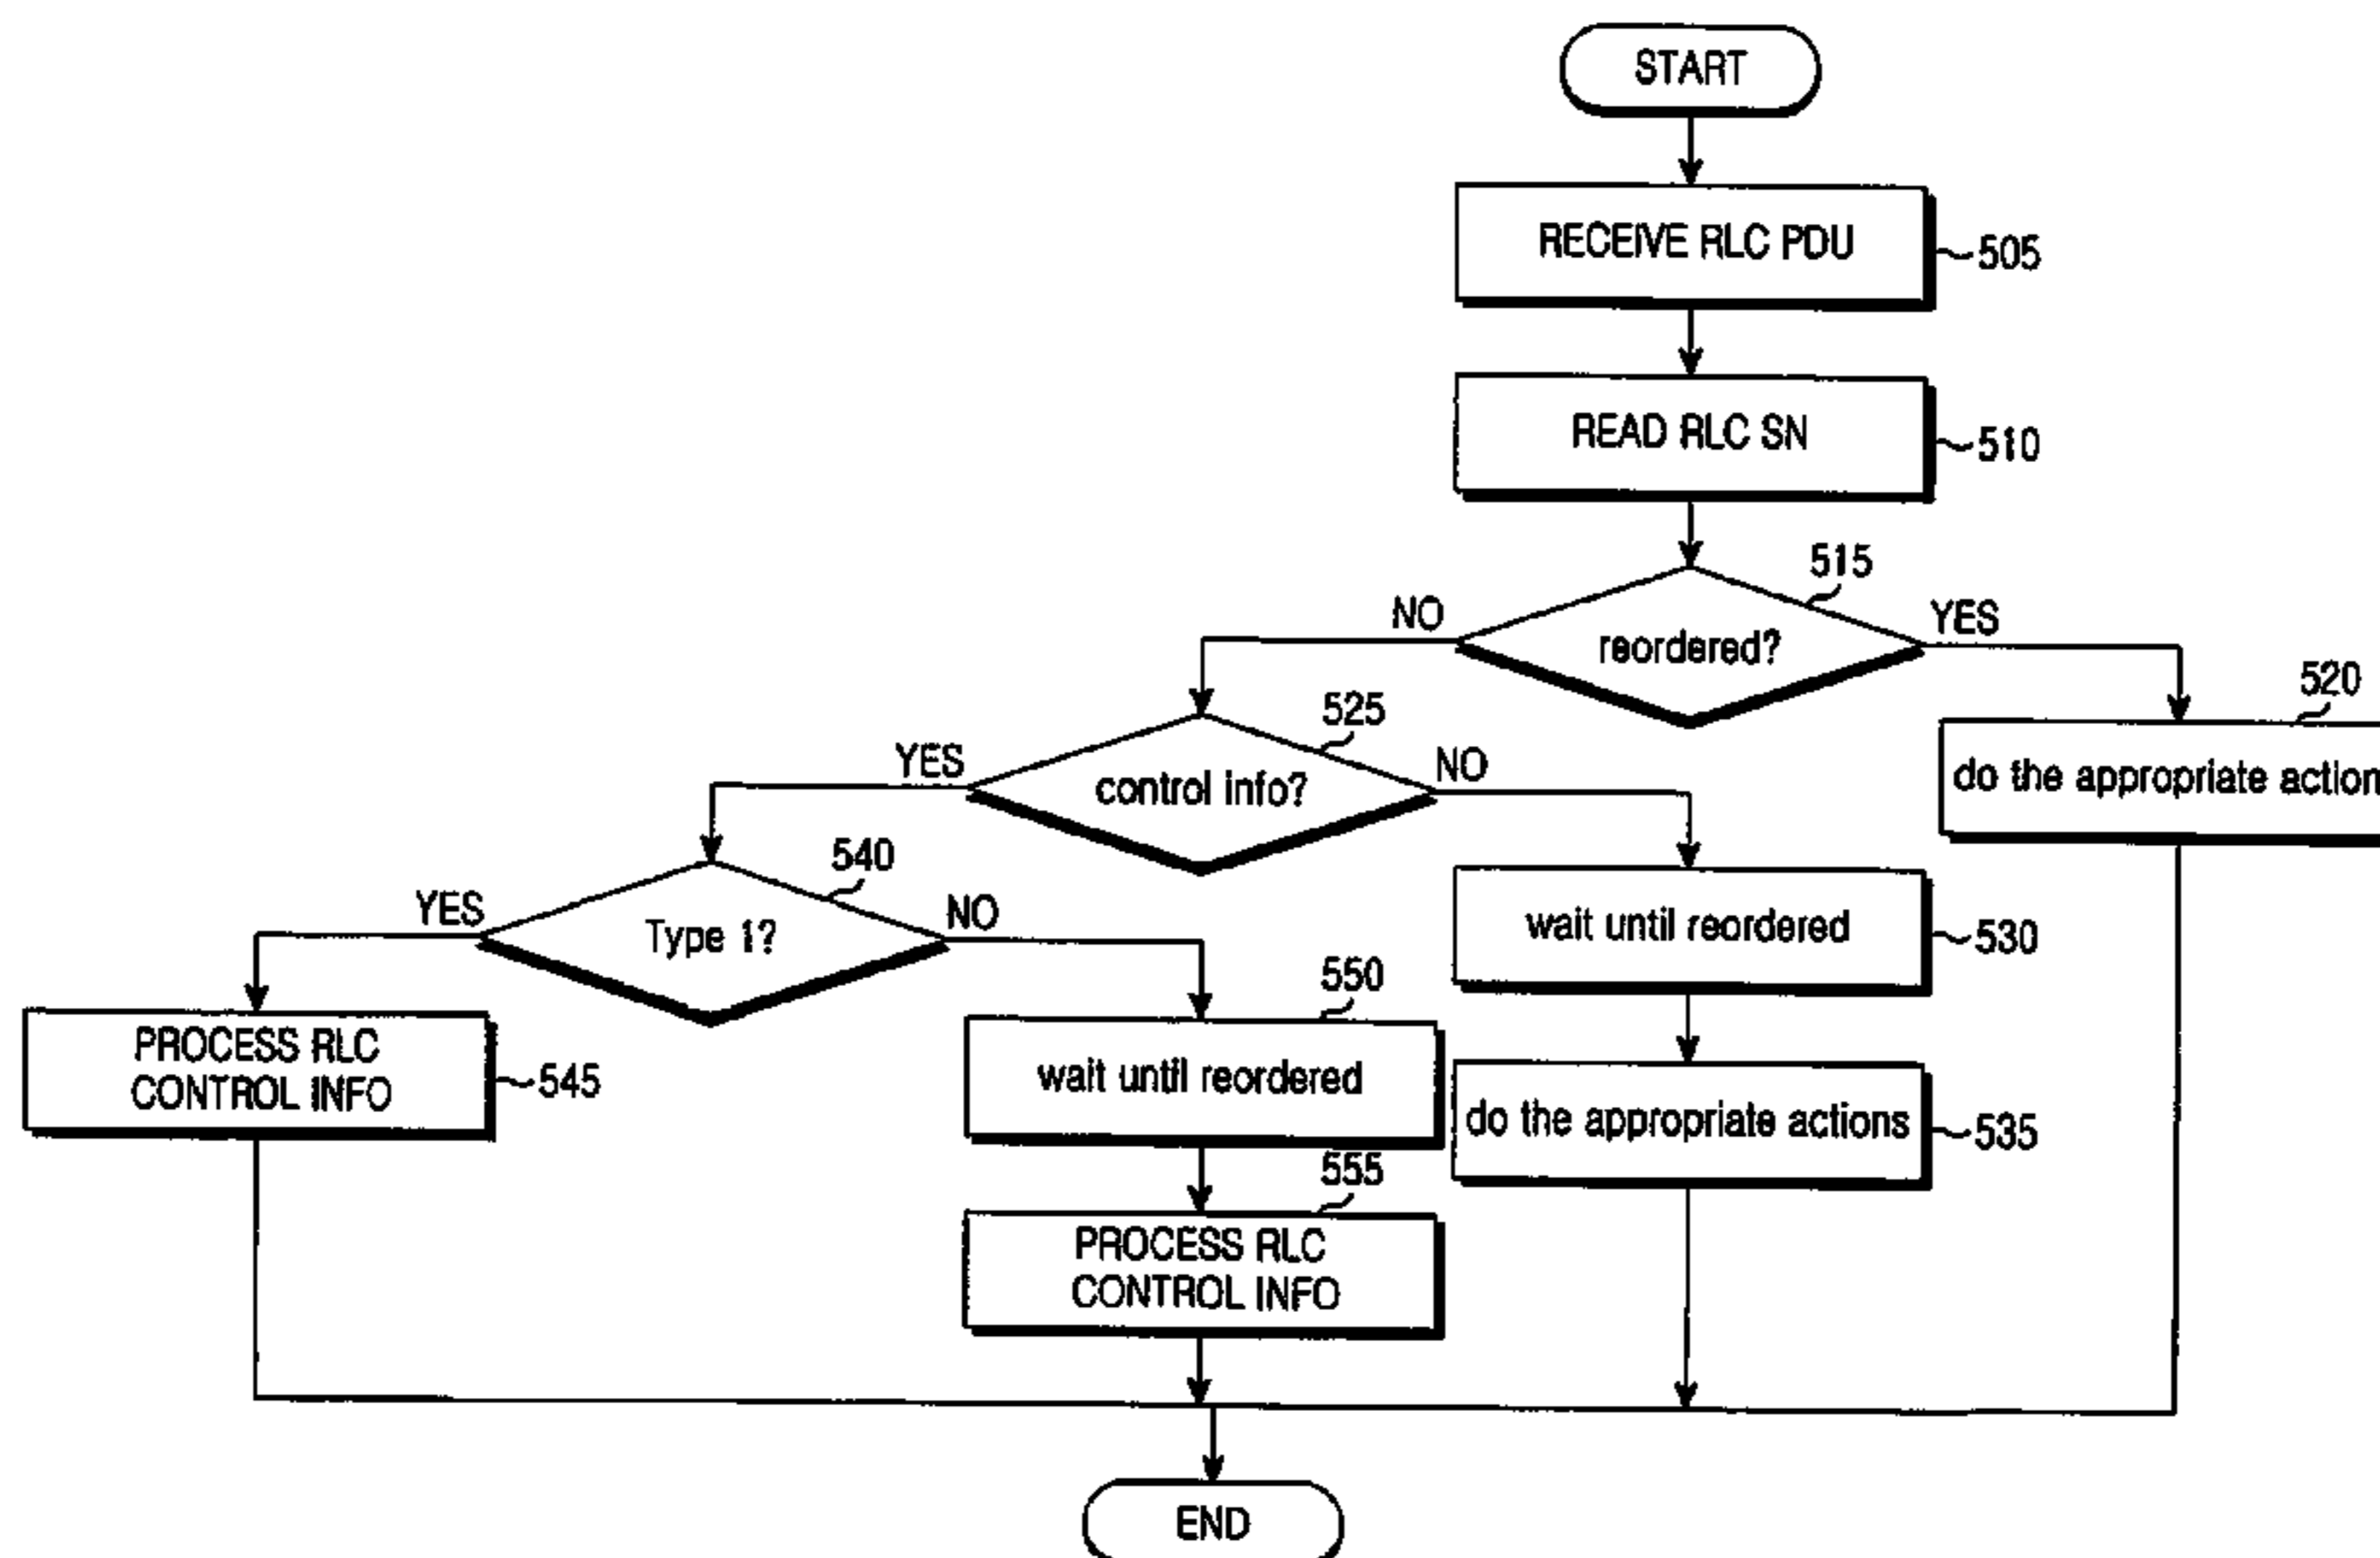 START
RECEIVE RLC PDU
505
READ RLC SN
510
515
NO
reordered?
YES
520
525
YES
control info?
NO
do the appropriate action
540
YES
Type 1?
NO
wait until reordered
530
550
PROCESS RLC
CONTROL INFO
545
wait until reordered
do the appropriate actions
535
555
PROCESS RLC
CONTROL INFO
END